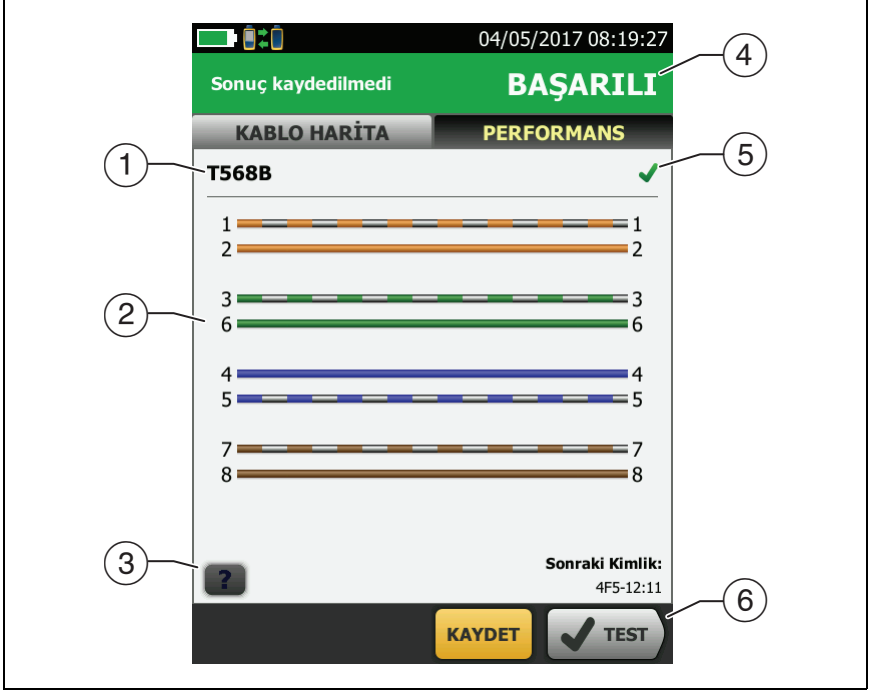 04/05/2017 08:19:27
Sonuç kaydedilmedi BAŞARILI
KABLO HARİTA PERFORMANS
T568B
1 1
2 2
3 3
6 6
4 4
5 5
7 7
8 8
?
Sonraki Kimlik:
4F5-12:11
KAYDET TEST
1
2
3
4
5
6